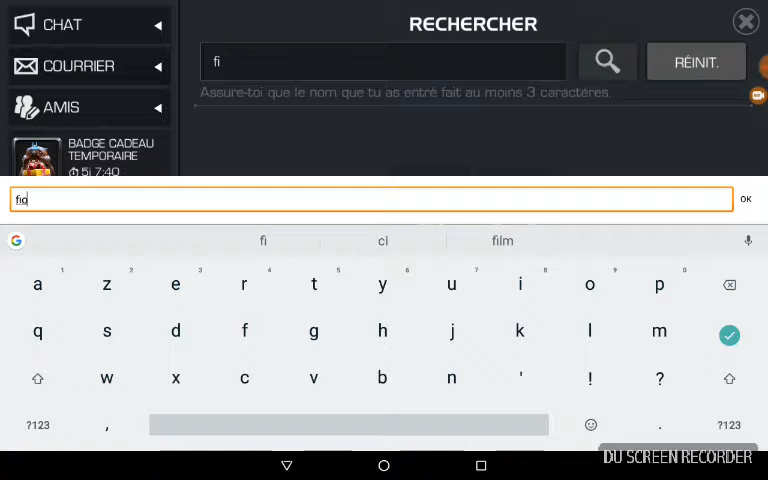 CHAT
COURRIER
AMIS
BADGE CADEAU
TEMPORAIRE
5j 7:40
RECHERCHER
fi
RÉINIT.
Assure-toi que le nom que tu as entré fait au moins 3 caractères.
fio
OK
fi ci film
1 2 3 4 5 6 7 8 9 0
a z e r t y u i o p
q s d f g h j k l m
w x c v b n ' ! ?
?123 , . ?123
DU SCREEN RECORDER